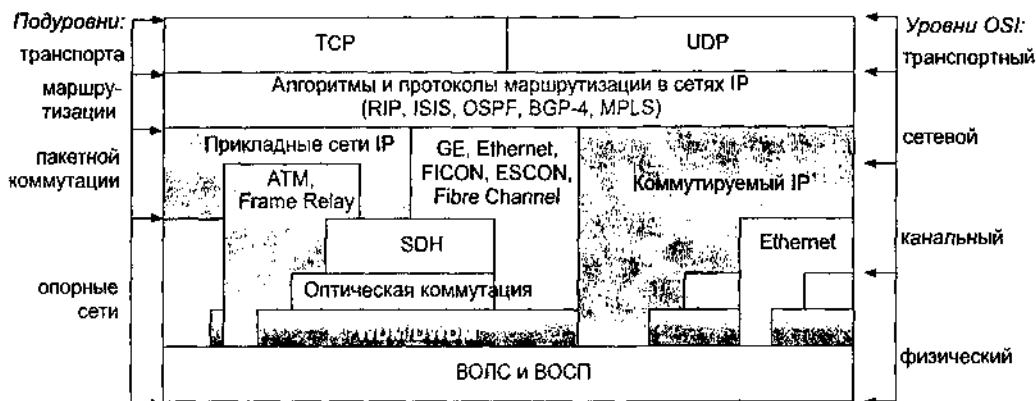 Подуровни:
транспорта
маршру-
тизации
пакетной
коммутации
опорные
сети
TCP
UDP
Алгоритмы и протоколы маршрутизации в сетях IP
(RIP, ISIS, OSPF, BGP-4, MPLS)
Прикладные сети IP
ATM,
Frame Relay
GE, Ethernet,
FICON, ESCON,
Fibre Channel
Коммутируемый IP
SDH
Ethernet
Оптическая коммутация
ВОЛС и ВОСП
Уровни OSI:
транспортный
сетевой
канальный
физический